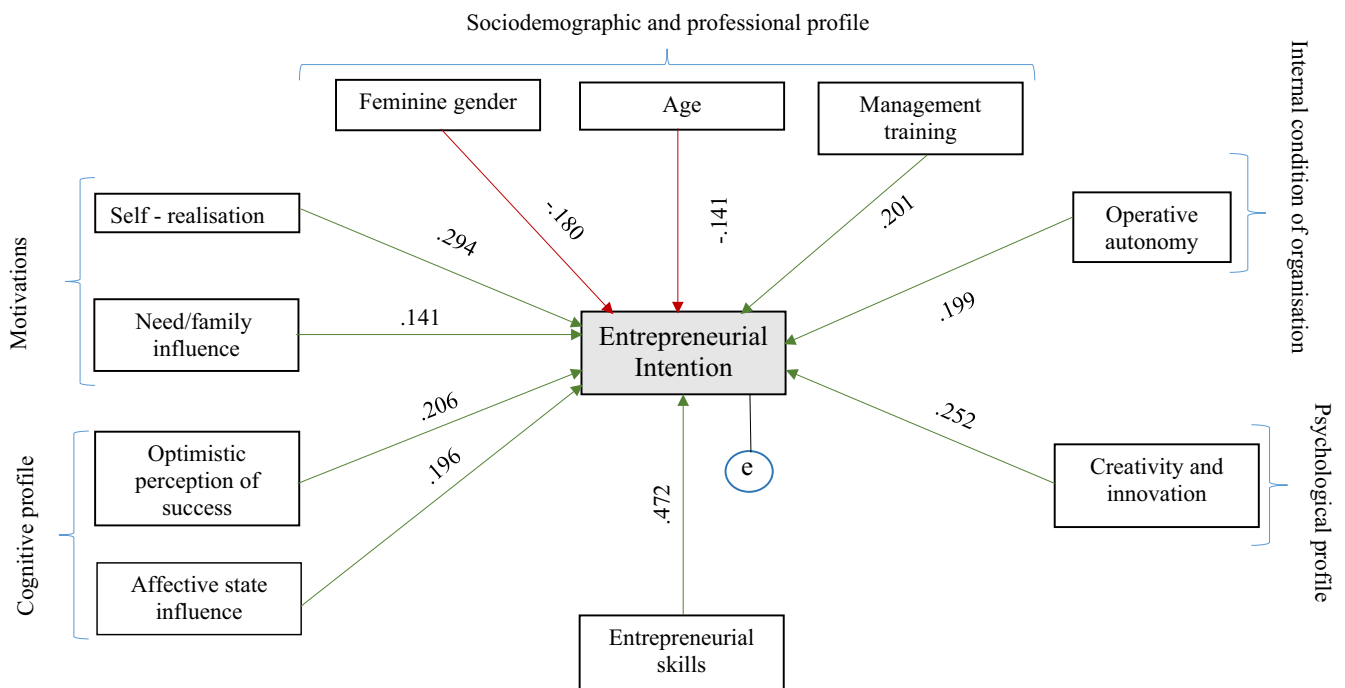 Sociodemographic and professional profile
Feminine gender
Age
Management
training
Internal condition of organisation
Motivations
Self - realisation
Operative
autonomy
-.180
-.141
.201
.294
.199
Need/family
influence
.141
Entrepreneurial
Intention
Cognitive profile
Optimistic
perception of
success
.206
.196
.472
e
.252
Creativity and
innovation
Psychological profile
Affective state
influence
Entrepreneurial
skills